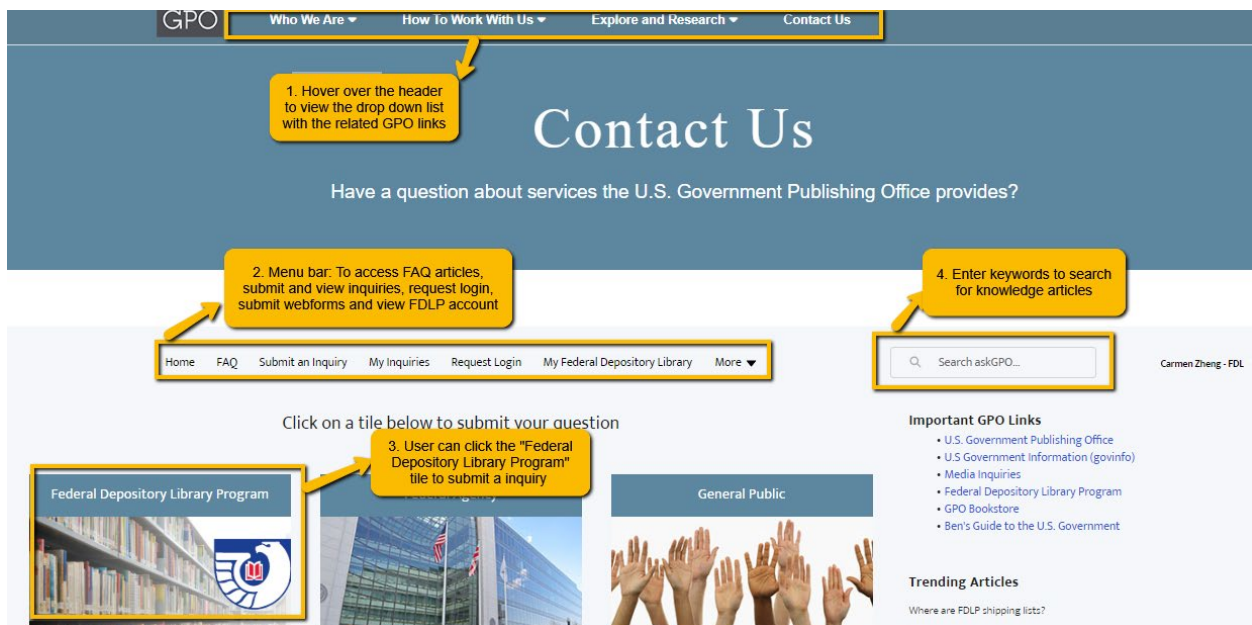 GPO
Who We Are
How To Work With Us
Explore and Research
Contact Us
1. Hover over the header
to view the drop down list
with the related GPO links
Contact Us
Have a question about services the U.S. Government Publishing Office provides?
2. Menu bar: To access FAQ articles,
submit and view inquiries, request login,
submit webforms and view FDLP account
4. Enter keywords to search
for knowledge articles
Home FAQ Submit an Inquiry My Inquiries Request Login My Federal Depository Library More
Search askGPO...
Carmen Zheng - FDL
Click on a tile below to submit your question
3. User can click the "Federal
Depository Library Program"
tile to submit a inquiry
Federal Depository Library Program
General Public
Important GPO Links
• U.S. Government Publishing Office
• U.S Government Information (govinfo)
• Media Inquiries
• Federal Depository Library Program
• GPO Bookstore
• Ben's Guide to the U.S. Government
Trending Articles
Where are FDLP shipping lists?